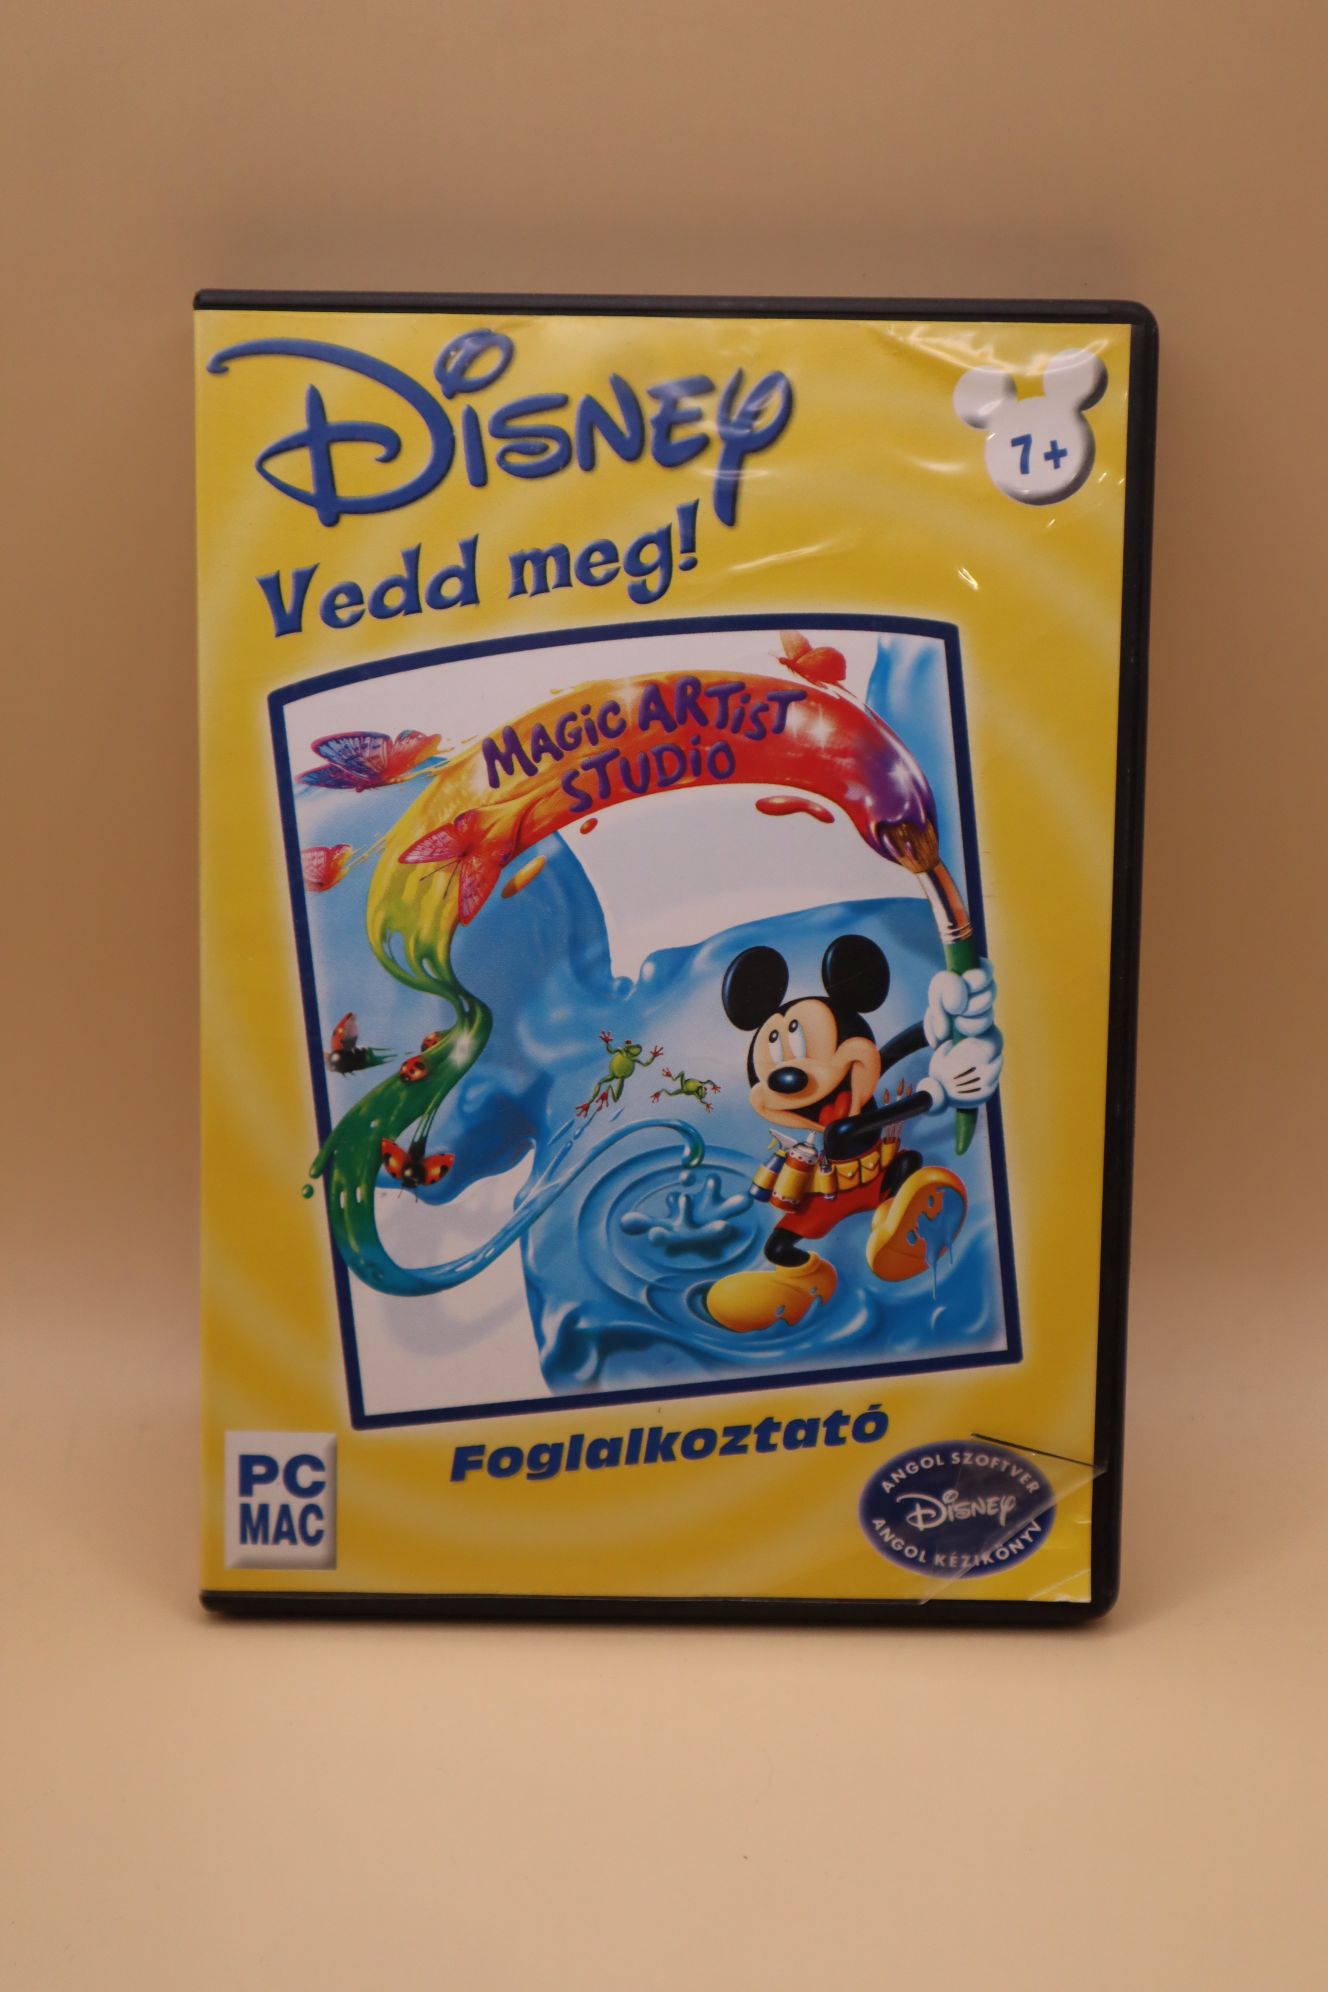 Disney
7+
Vedd meg!
MAGiC ARTiST
STUDiO
Foglalkoztató
PC
MAC
ANGOL SZOFTVER
Disney
ANGOL KÉZIKÖNYV